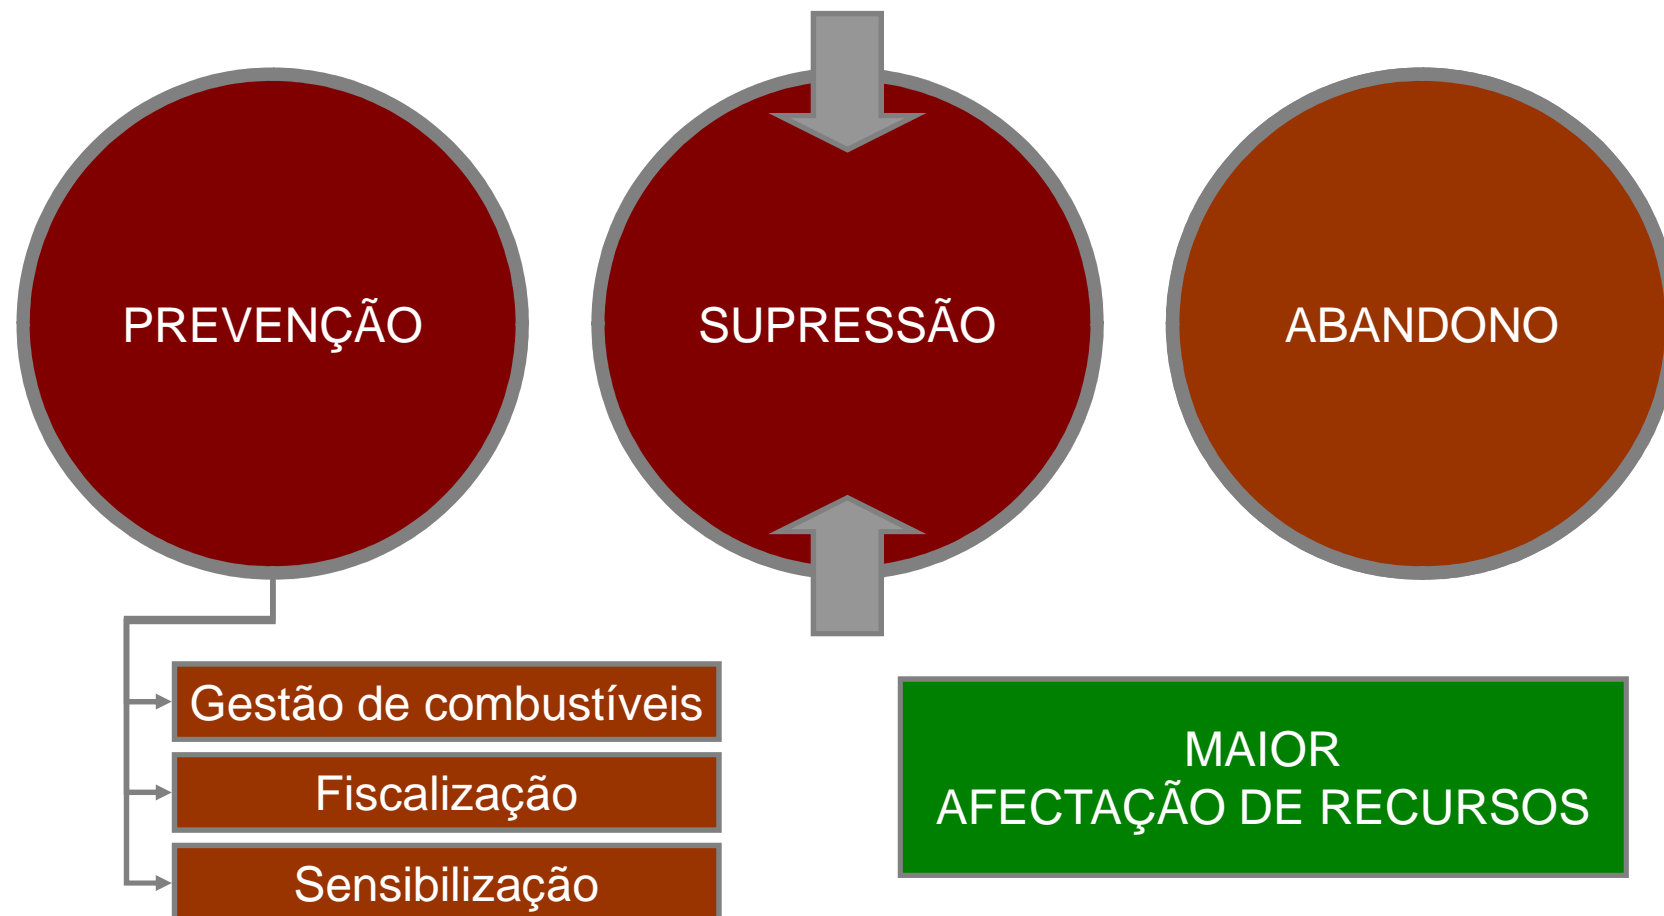 PREVENÇÃO
SUPRESSÃO
ABANDONO
Gestão de combustíveis
Fiscalização
Sensibilização
MAIOR
AFECTAÇÃO DE RECURSOS